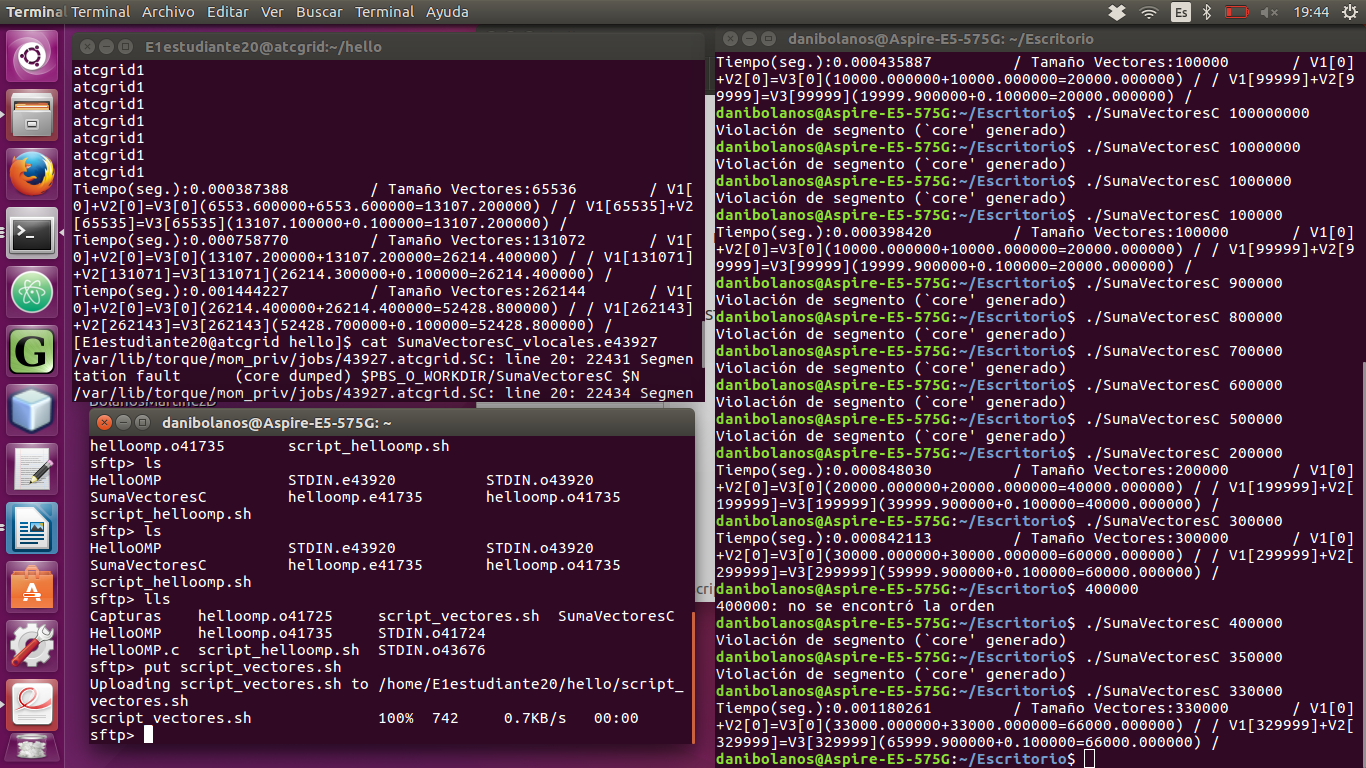 Terminal Terminal Archivo Editar Ver Buscar Terminal Ayuda
Es
19:44
E1estudiante20@atcgrid:~/hello
atcgrid1
atcgrid1
atcgrid1
atcgrid1
atcgrid1
atcgrid1
atcgrid1
Tiempo(seg.):0.000387388 / Tamaño Vectores:65536 / V1[
0]+V2[0]=V3[0](6553.600000+6553.600000=13107.200000) / / V1[65535]+V2
[65535]=V3[65535](13107.100000+0.100000=13107.200000) /
Tiempo(seg.):0.000758770 / Tamaño Vectores:131072 / V1[
0]+V2[0]=V3[0](13107.200000+13107.200000=26214.400000) / / V1[131071]
+V2[131071]=V3[131071](26214.300000+0.100000=26214.400000) /
Tiempo(seg.):0.001444227 / Tamaño Vectores:262144 / V1[
0]+V2[0]=V3[0](26214.400000+26214.400000=52428.800000) / / V1[262143]
+V2[262143]=V3[262143](52428.700000+0.100000=52428.800000) /
[E1estudiante20@atcgrid hello]$ cat SumaVectoresC_vlocales.e43927
/var/lib/torque/mom_priv/jobs/43927.atcgrid.SC: line 20: 22431 Segmen
tation fault (core dumped) $PBS_O_WORKDIR/SumaVectoresC $N
/var/lib/torque/mom_priv/jobs/43927.atcgrid.SC: line 20: 22434 Segmen
danibolanos@Aspire-E5-575G: ~
helloomp.o41735 script_helloomp.sh
sftp> ls
HelloOMP STDIN.e43920 STDIN.o43920
SumaVectoresC helloomp.e41735 helloomp.o41735
script_helloomp.sh
sftp> ls
HelloOMP STDIN.e43920 STDIN.o43920
SumaVectoresC helloomp.e41735 helloomp.o41735
script_helloomp.sh
sftp> lls
Capturas helloomp.o41725 script_vectores.sh SumaVectoresC
HelloOMP helloomp.o41735 STDIN.o41724
HelloOMP.c script_helloomp.sh STDIN.o43676
sftp> put script_vectores.sh
Uploading script_vectores.sh to /home/E1estudiante20/hello/script_
vectores.sh
script_vectores.sh 100% 742 0.7KB/s 00:00
sftp>
danibolanos@Aspire-E5-575G: ~/Escritorio
Tiempo(seg.):0.000435887 / Tamaño Vectores:100000 / V1[0]
+V2[0]=V3[0](10000.000000+10000.000000=20000.000000) / / V1[99999]+V2[9
9999]=V3[99999](19999.900000+0.100000=20000.000000) /
danibolanos@Aspire-E5-575G:~/Escritorio$ ./SumaVectoresC 100000000
Violación de segmento (`core' generado)
danibolanos@Aspire-E5-575G:~/Escritorio$ ./SumaVectoresC 10000000
Violación de segmento (`core' generado)
danibolanos@Aspire-E5-575G:~/Escritorio$ ./SumaVectoresC 1000000
Violación de segmento (`core' generado)
danibolanos@Aspire-E5-575G:~/Escritorio$ ./SumaVectoresC 100000
Tiempo(seg.):0.000398420 / Tamaño Vectores:100000 / V1[0]
+V2[0]=V3[0](10000.000000+10000.000000=20000.000000) / / V1[99999]+V2[9
9999]=V3[99999](19999.900000+0.100000=20000.000000) /
danibolanos@Aspire-E5-575G:~/Escritorio$ ./SumaVectoresC 900000
Violación de segmento (`core' generado)
danibolanos@Aspire-E5-575G:~/Escritorio$ ./SumaVectoresC 800000
Violación de segmento (`core' generado)
danibolanos@Aspire-E5-575G:~/Escritorio$ ./SumaVectoresC 700000
Violación de segmento (`core' generado)
danibolanos@Aspire-E5-575G:~/Escritorio$ ./SumaVectoresC 600000
Violación de segmento (`core' generado)
danibolanos@Aspire-E5-575G:~/Escritorio$ ./SumaVectoresC 500000
Violación de segmento (`core' generado)
danibolanos@Aspire-E5-575G:~/Escritorio$ ./SumaVectoresC 200000
Tiempo(seg.):0.000848030 / Tamaño Vectores:200000 / V1[0]
+V2[0]=V3[0](20000.000000+20000.000000=40000.000000) / / V1[199999]+V2[
199999]=V3[199999](39999.900000+0.100000=40000.000000) /
danibolanos@Aspire-E5-575G:~/Escritorio$ ./SumaVectoresC 300000
Tiempo(seg.):0.000842113 / Tamaño Vectores:300000 / V1[0]
+V2[0]=V3[0](30000.000000+30000.000000=60000.000000) / / V1[299999]+V2[
299999]=V3[299999](59999.900000+0.100000=60000.000000) /
danibolanos@Aspire-E5-575G:~/Escritorio$ 400000
400000: no se encontró la orden
danibolanos@Aspire-E5-575G:~/Escritorio$ ./SumaVectoresC 400000
Violación de segmento (`core' generado)
danibolanos@Aspire-E5-575G:~/Escritorio$ ./SumaVectoresC 350000
Violación de segmento (`core' generado)
danibolanos@Aspire-E5-575G:~/Escritorio$ ./SumaVectoresC 330000
Tiempo(seg.):0.001180261 / Tamaño Vectores:330000 / V1[0]
+V2[0]=V3[0](33000.000000+33000.000000=66000.000000) / / V1[329999]+V2[
329999]=V3[329999](65999.900000+0.100000=66000.000000) /
danibolanos@Aspire-E5-575G:~/Escritorio$